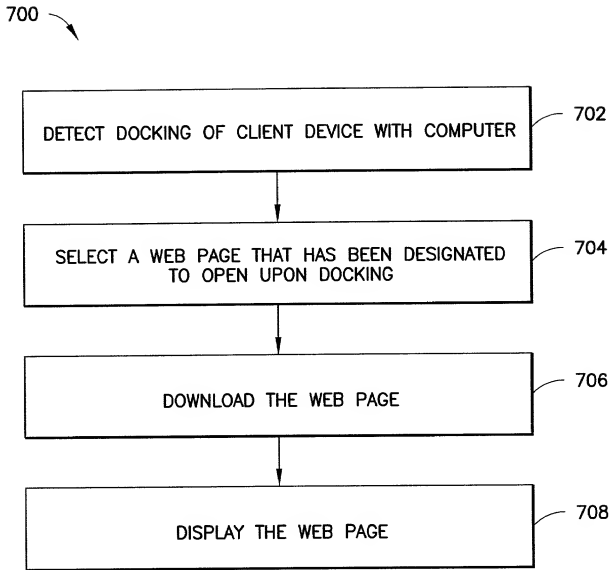 700
DETECT DOCKING OF CLIENT DEVICE WITH COMPUTER
702
SELECT A WEB PAGE THAT HAS BEEN DESIGNATED
TO OPEN UPON DOCKING
704
DOWNLOAD THE WEB PAGE
706
DISPLAY THE WEB PAGE
708